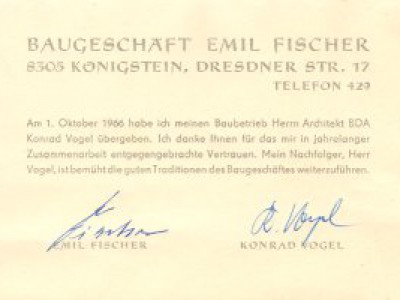 BAUGESCHÄFT EMIL FISCHER
8305 KÖNIGSTEIN, DRESDNER STR. 17
TELEFON 429
Am 1. Oktober 1966 habe ich meinen Baubetrieb Herrn Architekt BDA
Konrad Vogel übergeben. Ich danke Ihnen für das mir in jahrelanger
Zusammenarbeit entgegengebrachte Vertrauen. Mein Nachfolger, Herr
Vogel, ist bemüht die guten Traditionen des Baugeschäftes weiterzuführen.
Fischer K. Vogel
EMIL FISCHER KONRAD VOGEL